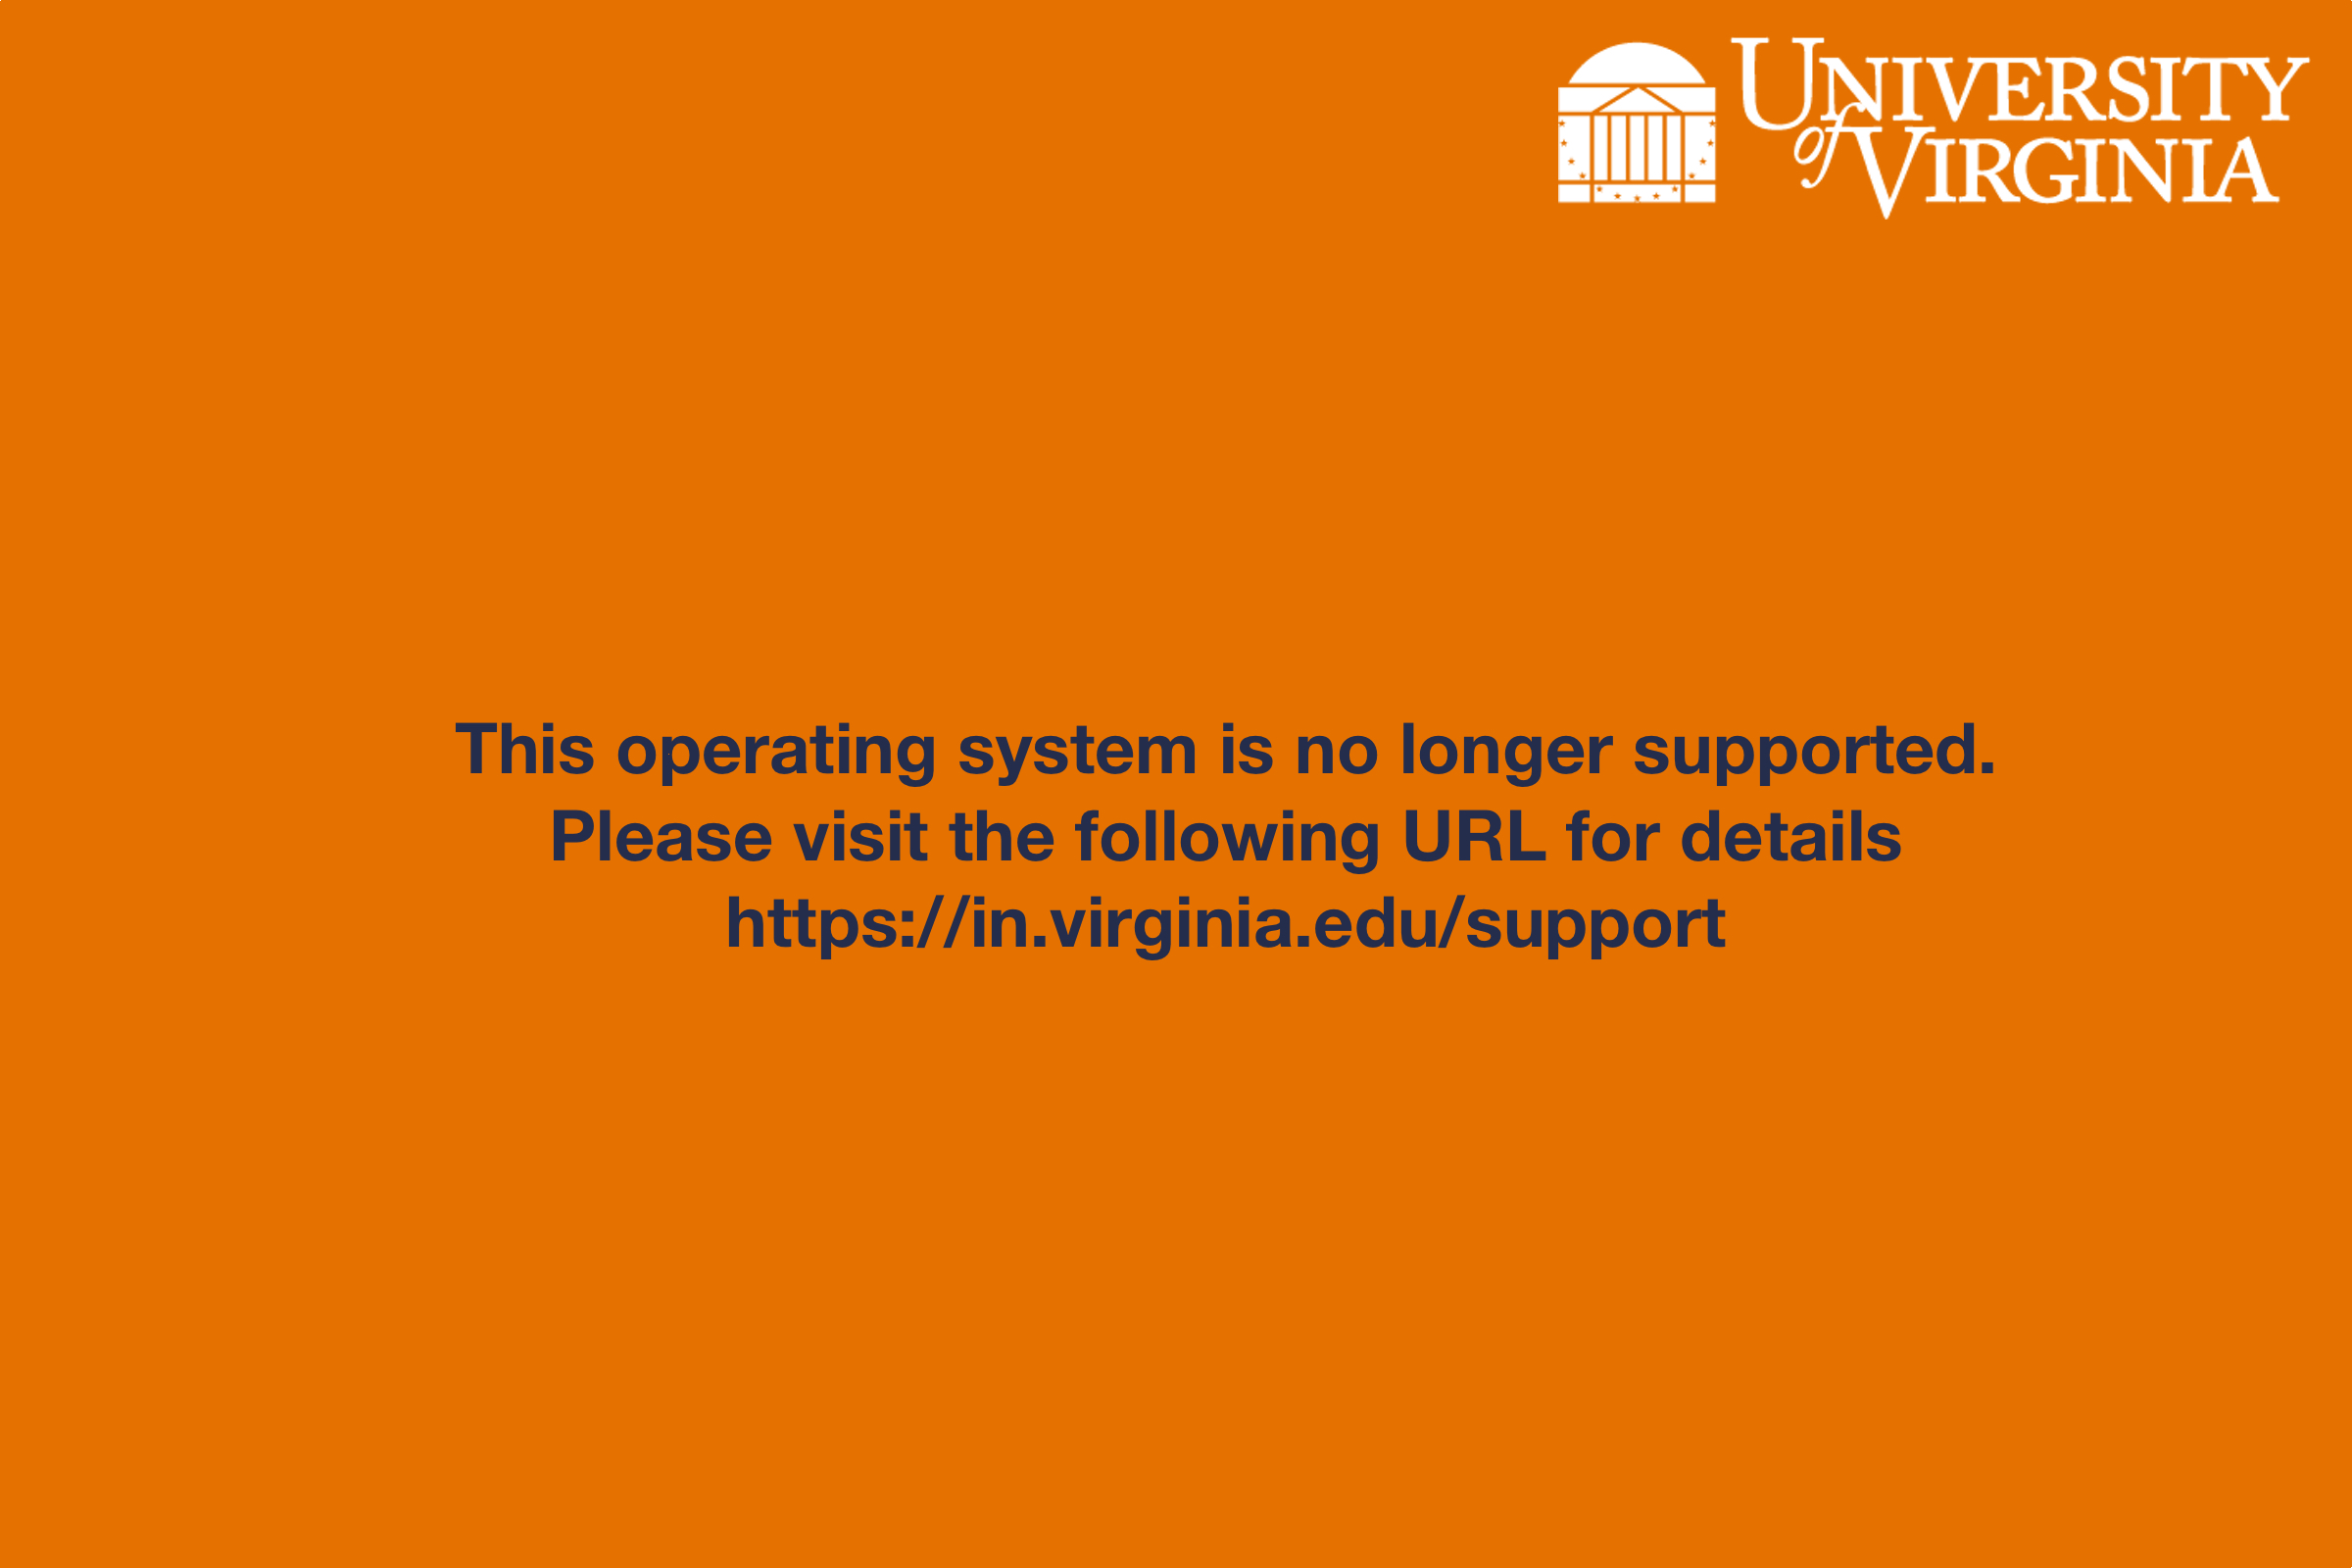 UNIVERSITY
of VIRGINIA
This operating system is no longer supported.
Please visit the following URL for details
https://in.virginia.edu/support